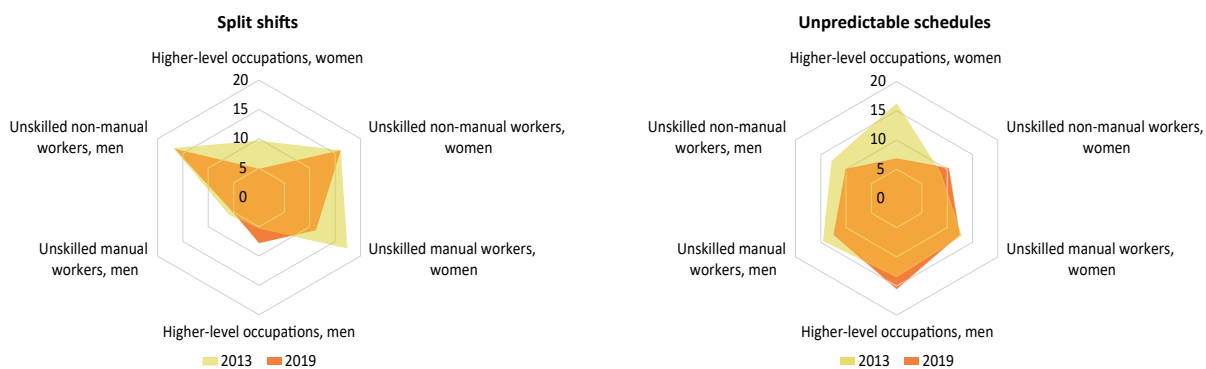 Split shifts
Higher-level occupations, women
20
15
10
5
0
Unskilled non-manual
workers, men
Unskilled non-manual workers,
women
Unskilled manual
workers, men
Unskilled manual workers,
women
Higher-level occupations, men
2013 2019
Unpredictable schedules
Higher-level occupations, women
20
15
10
5
0
Unskilled non-manual
workers, men
Unskilled non-manual workers,
women
Unskilled manual
workers, men
Unskilled manual workers,
women
Higher-level occupations, men
2013 2019